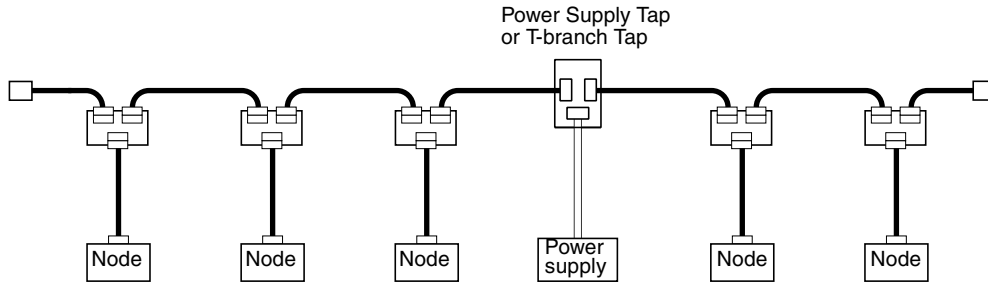 Power Supply Tap
or T-branch Tap
Node
Node
Node
Power
supply
Node
Node